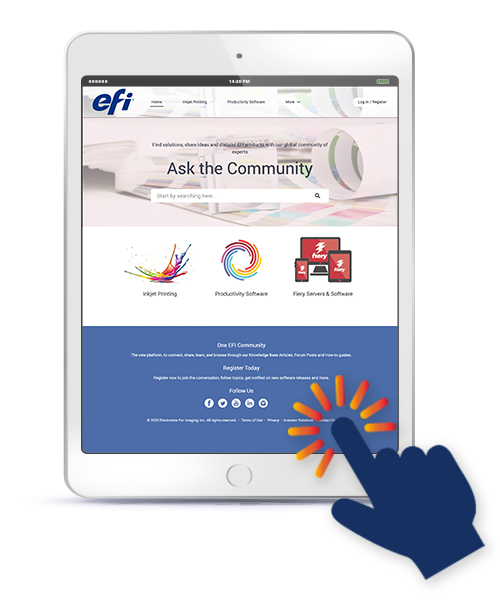 14:20 PM
efi
Home Inkjet Printing Productivity Software More Log in / Register
Find solutions, share ideas and discuss EFI products with our global community of
experts
Ask the Community
Start by searching here...
fiery
fiery
fiery
Inkjet Printing Productivity Software Fiery Servers & Software
One EFI Community
The new platform, to connect, share, learn, and browse through our Knowledge Base Articles, Forum Posts and How-to guides.
Register Today
Register now to join the conversation, follow topics, get notified on new software releases and more.
Follow Us
© 2020 Electronics For Imaging, Inc. All rights reserved. - Terms of Use - Privacy - Investor Relations